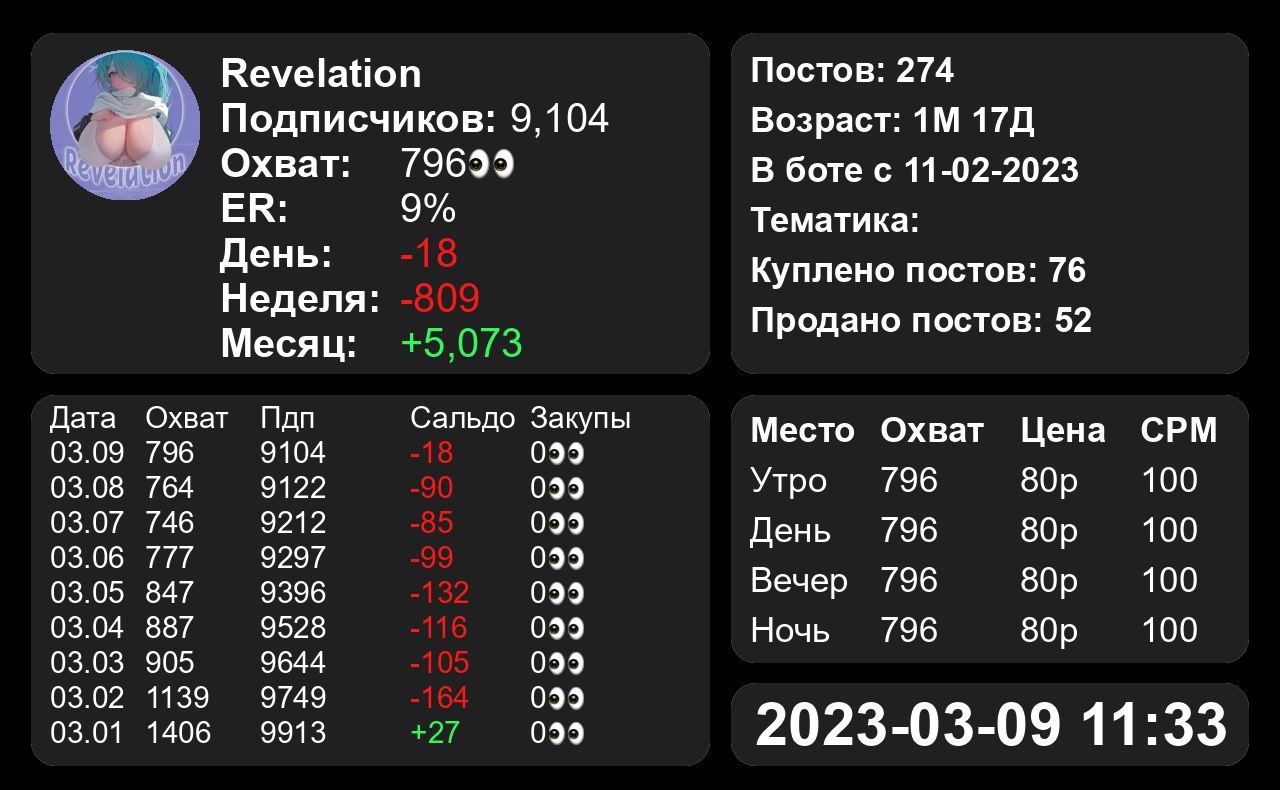 Revelation
Revelation
Подписчиков: 9,104
Охват: 796👀
ER: 9%
День: -18
Неделя: -809
Месяц: +5,073
Постов: 274
Возраст: 1М 17Д
В боте с 11-02-2023
Тематика:
Куплено постов: 76
Продано постов: 52
Дата Охват Пдп Сальдо Закупы
03.09 796 9104 -18 0👀
03.08 764 9122 -90 0👀
03.07 746 9212 -85 0👀
03.06 777 9297 -99 0👀
03.05 847 9396 -132 0👀
03.04 887 9528 -116 0👀
03.03 905 9644 -105 0👀
03.02 1139 9749 -164 0👀
03.01 1406 9913 +27 0👀
Место Охват Цена CPM
Утро 796 80р 100
День 796 80р 100
Вечер 796 80р 100
Ночь 796 80р 100
2023-03-09 11:33